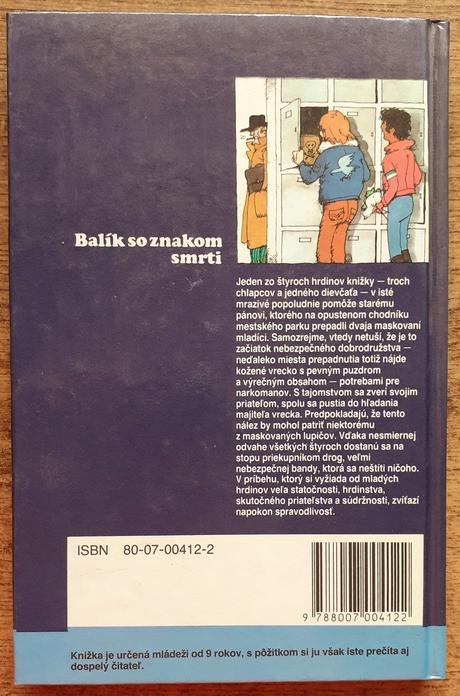 Balík so znakom
smrti
Jeden zo štyroch hrdinov knižky — troch
chlapcov a jedného dievčaťa — v isté
mrazivé popoludnie pomôže starému
pánovi, ktorého na opustenom chodníku
mestského parku prepadli dvaja maskovaní
mladíci. Samozrejme, vtedy netuší, že je to
začiatok nebezpečného dobrodružstva —
neďaleko miesta prepadnutia totiž nájde
kožené vrecko s pevným puzdrom
a výrečným obsahom — potrebami pre
narkomanov. S tajomstvom sa zverí svojim
priateľom, spolu sa pustia do hľadania
majiteľa vrecka. Predpokladajú, že tento
nález by mohol patriť niektorému
z maskovaných lupičov. Vďaka nesmiernej
odvahe všetkých štyroch dostanú sa na
stopu priekupníkom drog, veľmi
nebezpečnej bandy, ktorá sa neštíti ničoho.
V príbehu, ktorý si vyžiada od mladých
hrdinov veľa statočnosti, hrdinstva,
skutočného priateľstva a súdržnosti, zvíťazí
napokon spravodlivosť.
ISBN 80-07-00412-2
9 788007 004122
Knižka je určená mládeži od 9 rokov, s pôžitkom si ju však iste prečíta aj
dospelý čitateľ.